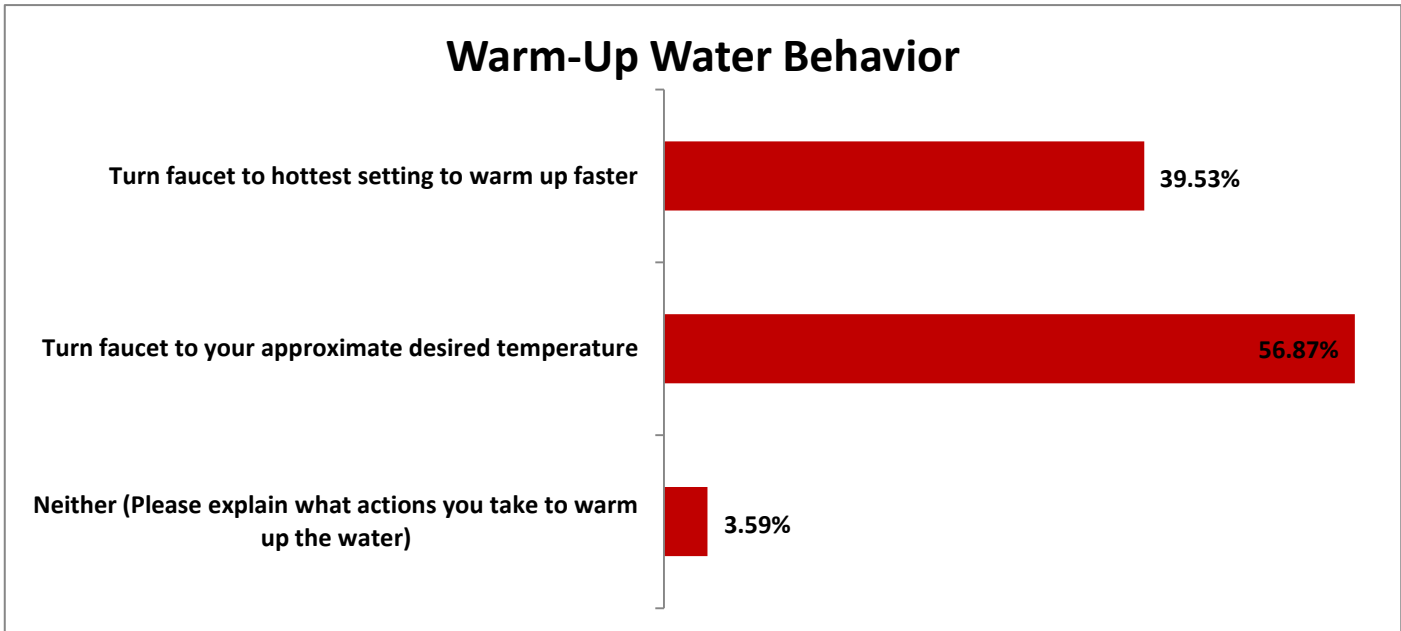 Warm-Up Water Behavior
Turn faucet to hottest setting to warm up faster
39.53%
Turn faucet to your approximate desired temperature
56.87%
Neither (Please explain what actions you take to warm
up the water)
3.59%